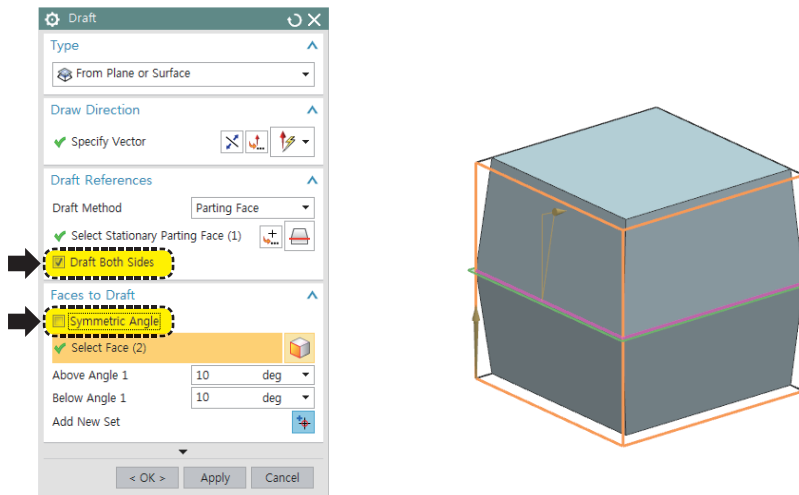 Draft
Type
From Plane or Surface
Draw Direction
Specify Vector
Draft References
Draft Method Parting Face
Select Stationary Parting Face (1)
Draft Both Sides
Faces to Draft
Symmetric Angle
Select Face (2)
Above Angle 1 10 deg
Below Angle 1 10 deg
Add New Set
< OK > Apply Cancel